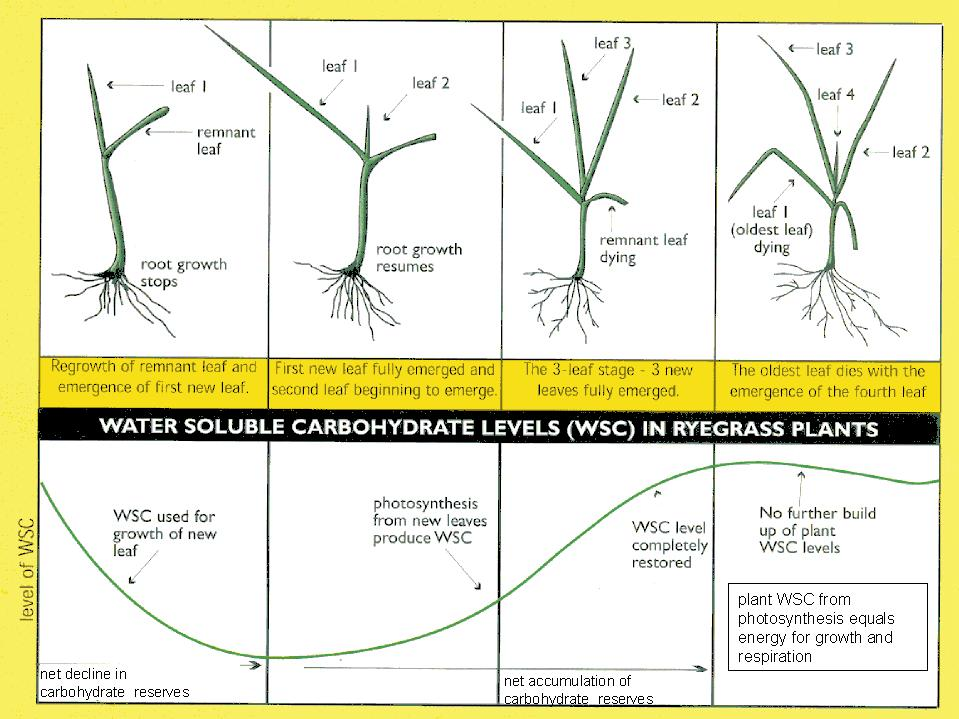 leaf 1
remnant
leaf
root growth
stops
leaf 1
leaf 2
root growth
resumes
leaf 3
leaf 1
leaf 2
remnant leaf
dying
leaf 3
leaf 4
leaf 2
leaf 1
(oldest leaf)
dying
Regrowth of remnant leaf and
emergence of first new leaf.
First new leaf fully emerged and
second leaf beginning to emerge.
The 3-leaf stage - 3 new
leaves fully emerged.
The oldest leaf dies with the
emergence of the fourth leaf
WATER SOLUBLE CARBOHYDRATE LEVELS (WSC) IN RYEGRASS PLANTS
level of WSC
WSC used for
growth of new
leaf
photosynthesis
from new leaves
produce WSC
WSC level
completely
restored
No further build
up of plant
WSC levels
plant WSC from
photosynthesis equals
energy for growth and
respiration
net decline in
carbohydrate reserves
net accumulation of
carbohydrate reserves